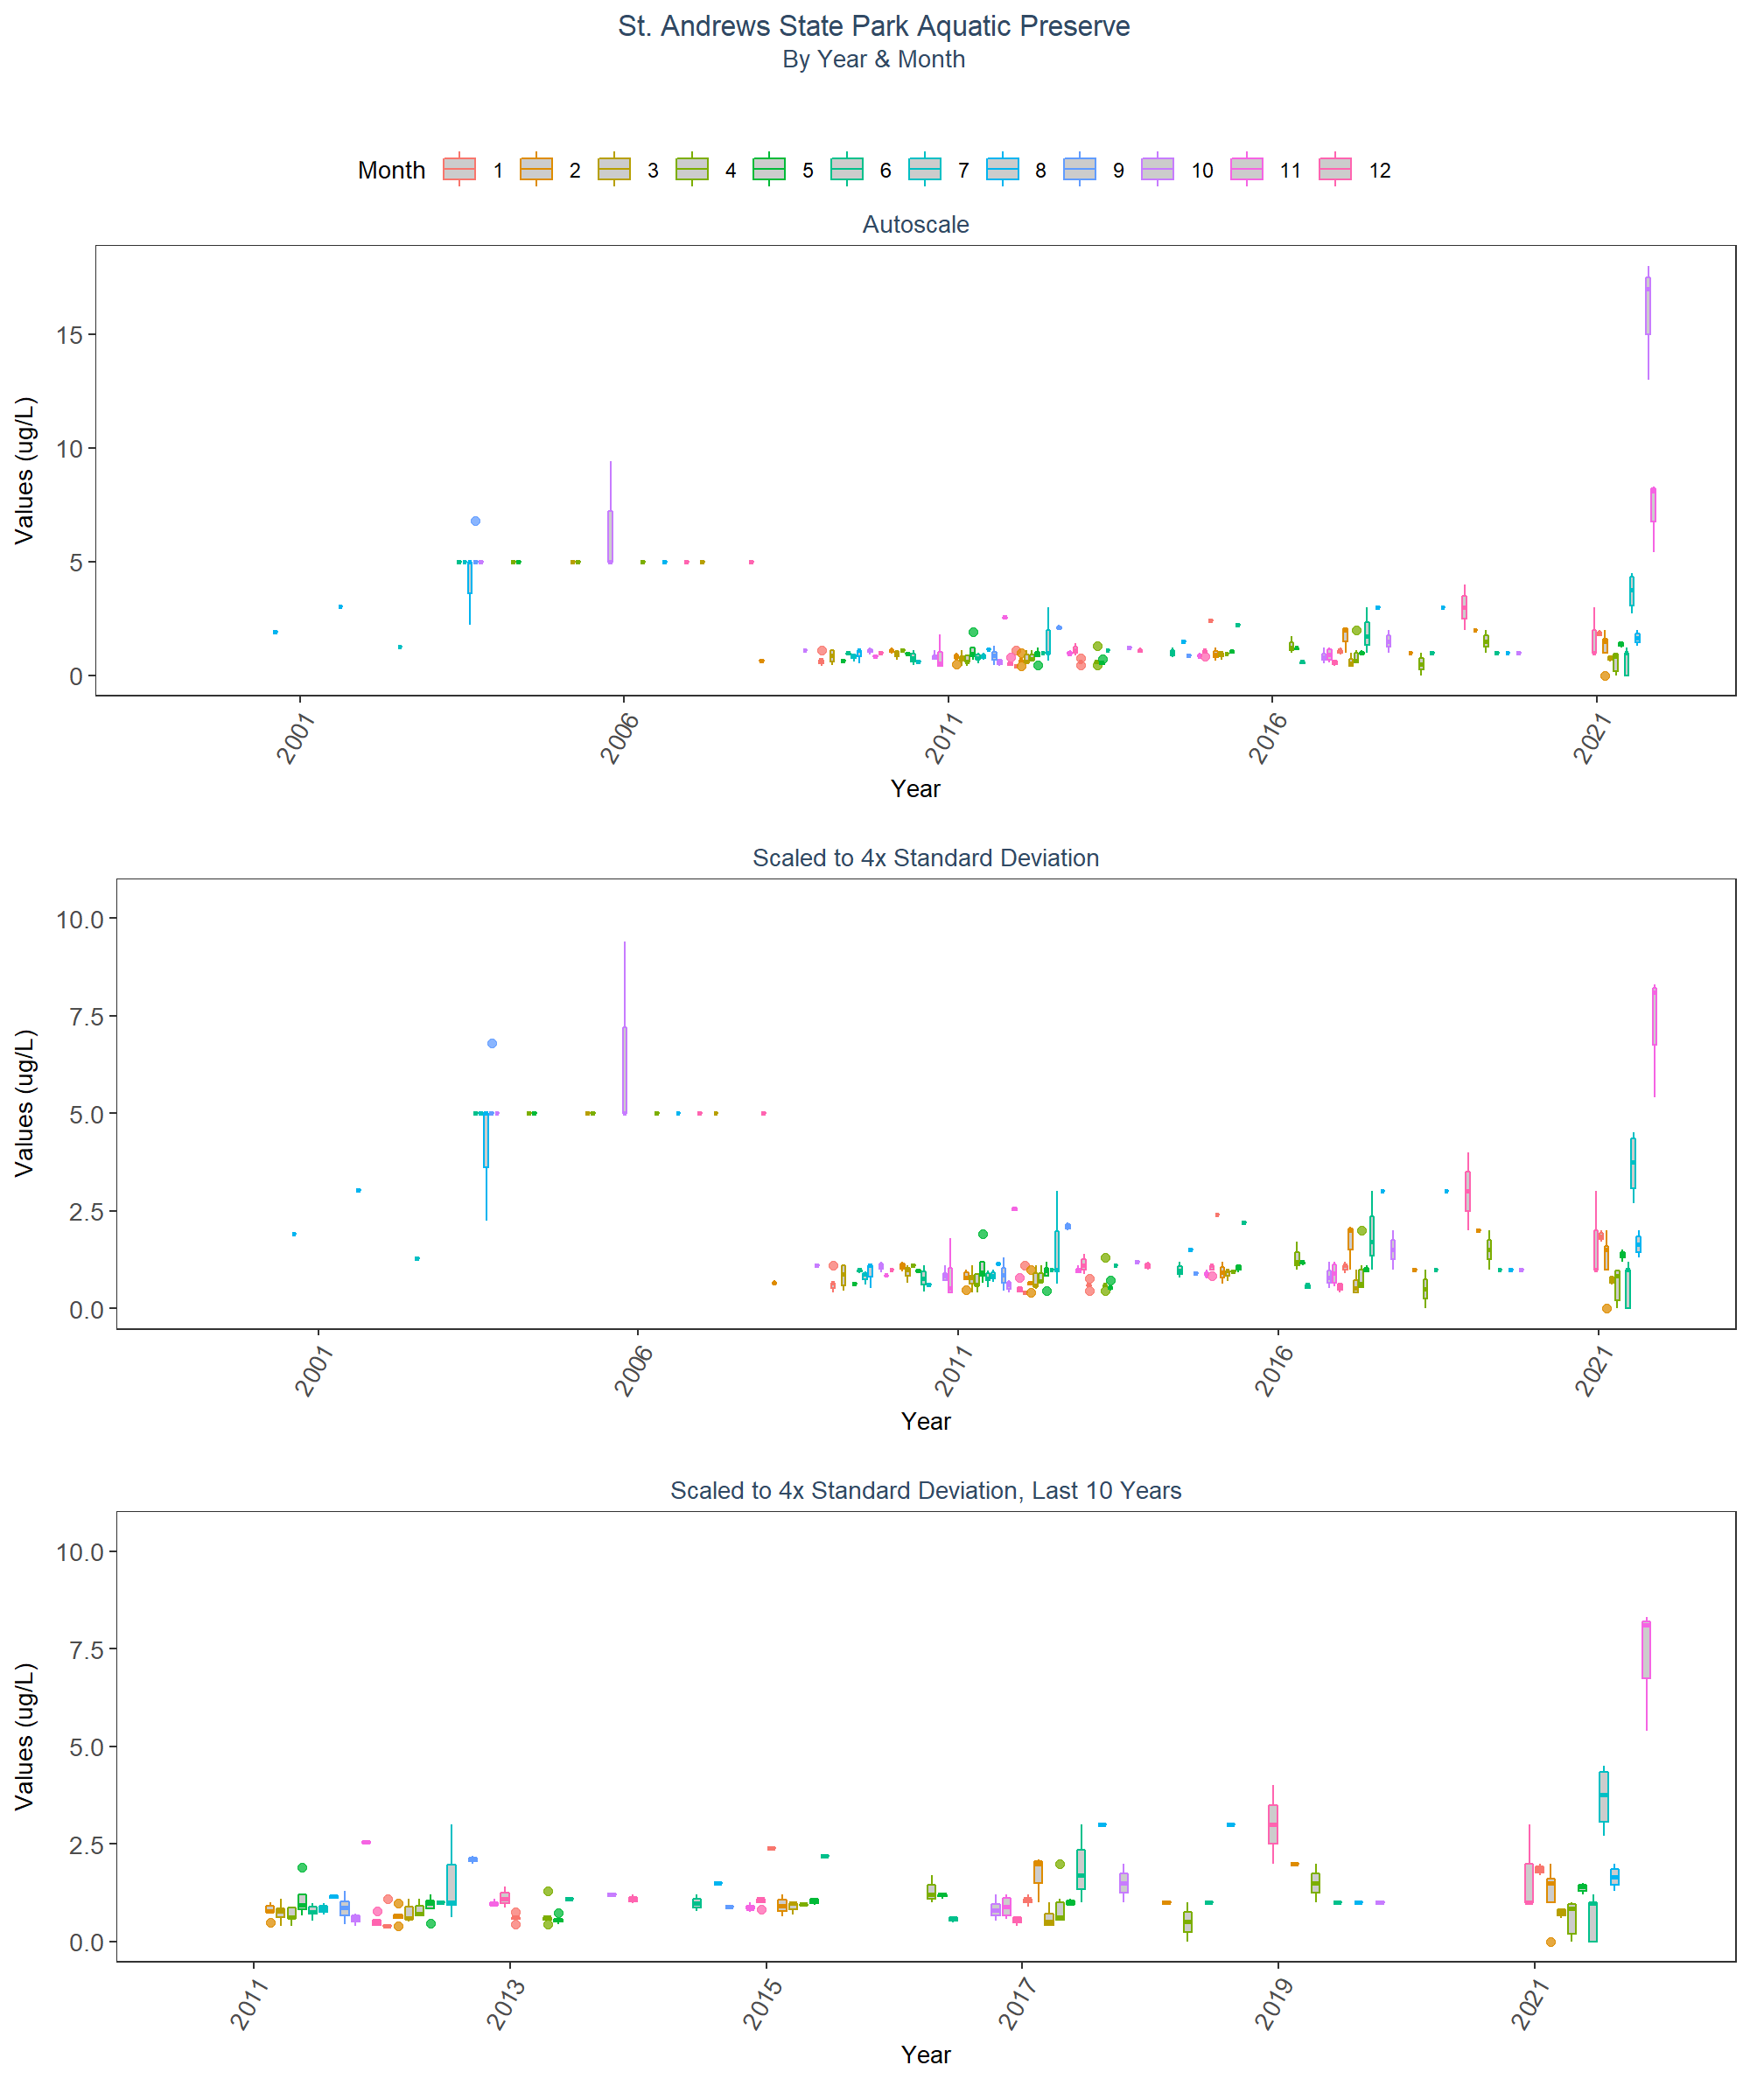 St. Andrews State Park Aquatic Preserve
By Year & Month
Month 1 2 3 4 5 6 7 8 9 10 11 12
Autoscale
Values (ug/L)
15
10
5
0
2001 2006 2011 2016 2021
Year
Scaled to 4x Standard Deviation
Values (ug/L)
10.0
7.5
5.0
2.5
0.0
2001 2006 2011 2016 2021
Year
Scaled to 4x Standard Deviation, Last 10 Years
Values (ug/L)
10.0
7.5
5.0
2.5
0.0
2011 2013 2015 2017 2019 2021
Year